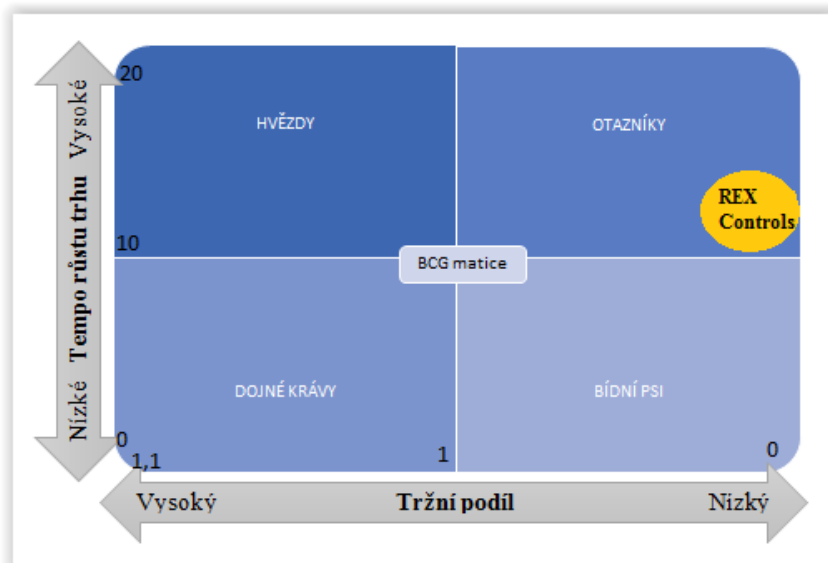 20
HVĚZDY
OTAZNÍKY
REX
Controls
10
BCG matice
DOJNÉ KRÁVY
BÍDNÍ PSI
0
1,1
1
0
Nízké Tempo růstu trhu Vysoké
Vysoký Tržní podíl Nizký